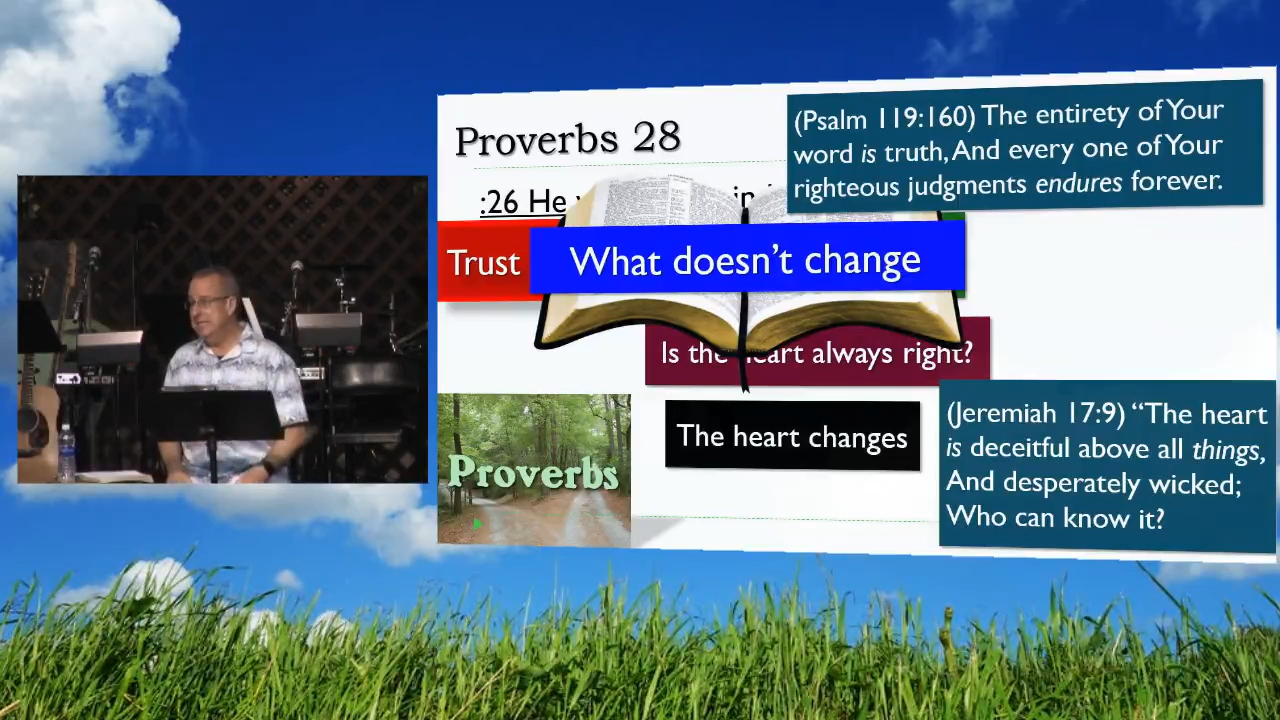 Proverbs 28
(Psalm 119:160) The entirety of Your
word is truth, And every one of Your
righteous judgments endures forever.
:26 He
Trust
What doesn't change
Is the heart always right?
The heart changes
(Jeremiah 17:9) “The heart
is deceitful above all things,
And desperately wicked;
Who can know it?
Proverbs